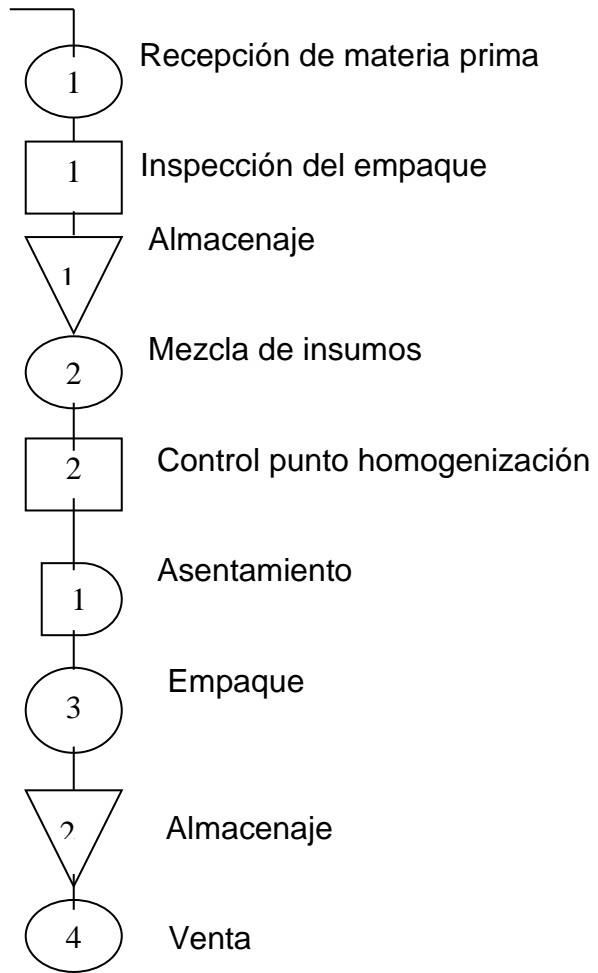 1 Recepción de materia prima
1 Inspección del empaque
1 Almacenaje
2 Mezcla de insumos
2 Control punto homogenización
1 Asentamiento
3 Empaque
2 Almacenaje
4 Venta